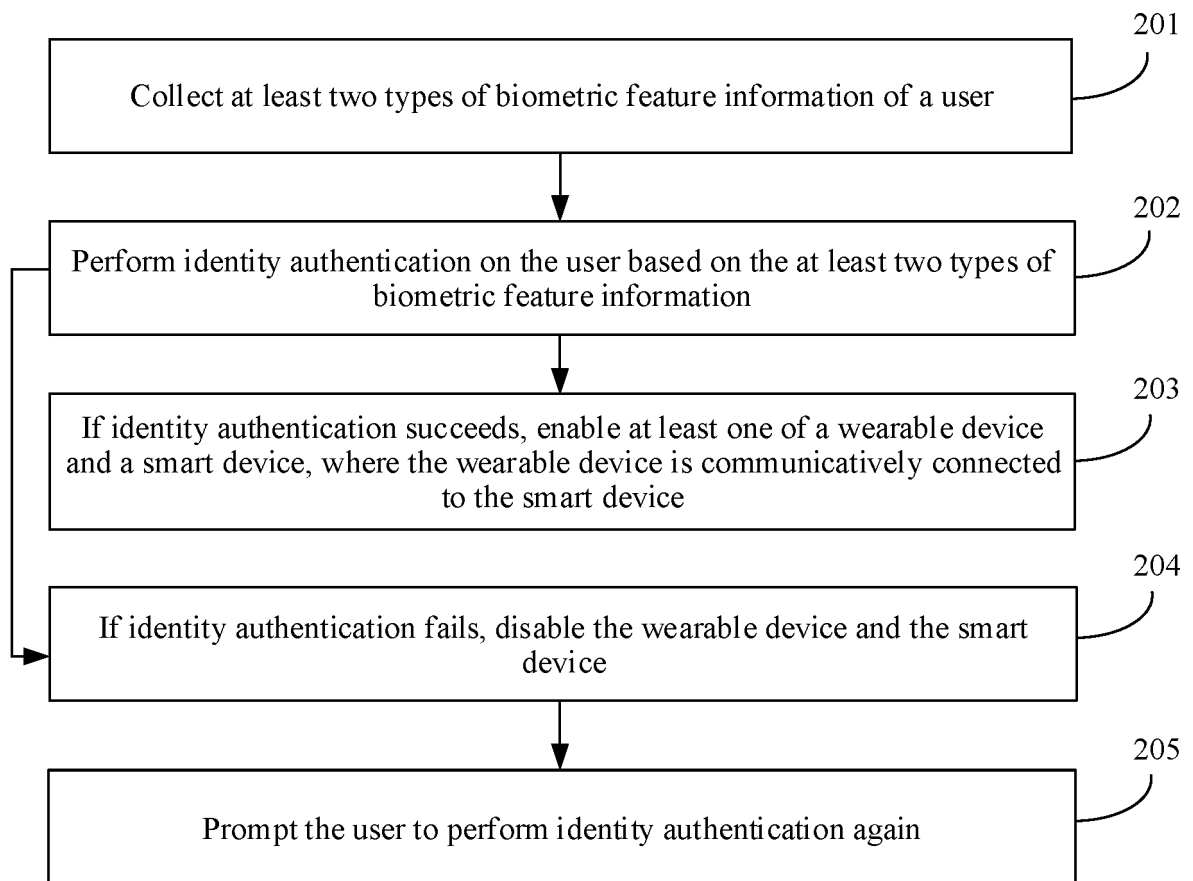 201
Collect at least two types of biometric feature information of a user
202
Perform identity authentication on the user based on the at least two types of
biometric feature information
203
If identity authentication succeeds, enable at least one of a wearable device
and a smart device, where the wearable device is communicatively connected
to the smart device
204
If identity authentication fails, disable the wearable device and the smart
device
205
Prompt the user to perform identity authentication again